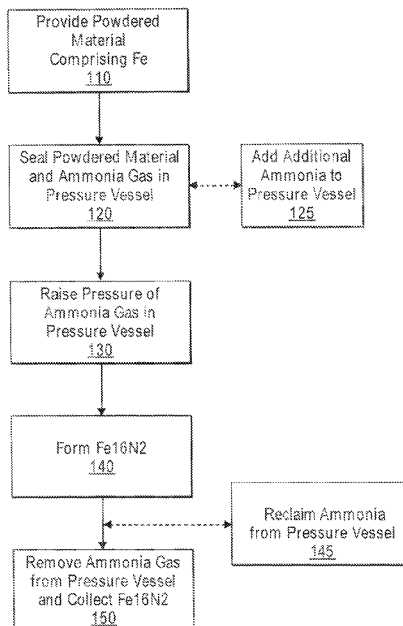 Provide Powdered
Material
Comprising Fe
110
Seal Powdered Material
and Ammonia Gas in
Pressure Vessel
120
Add Additional
Ammonia to
Pressure Vessel
125
Raise Pressure of
Ammonia Gas in
Pressure Vessel
130
Form Fe16N2
140
Reclaim Ammonia
from Pressure Vessel
145
Remove Ammonia Gas
from Pressure Vessel
and Collect Fe16N2
150